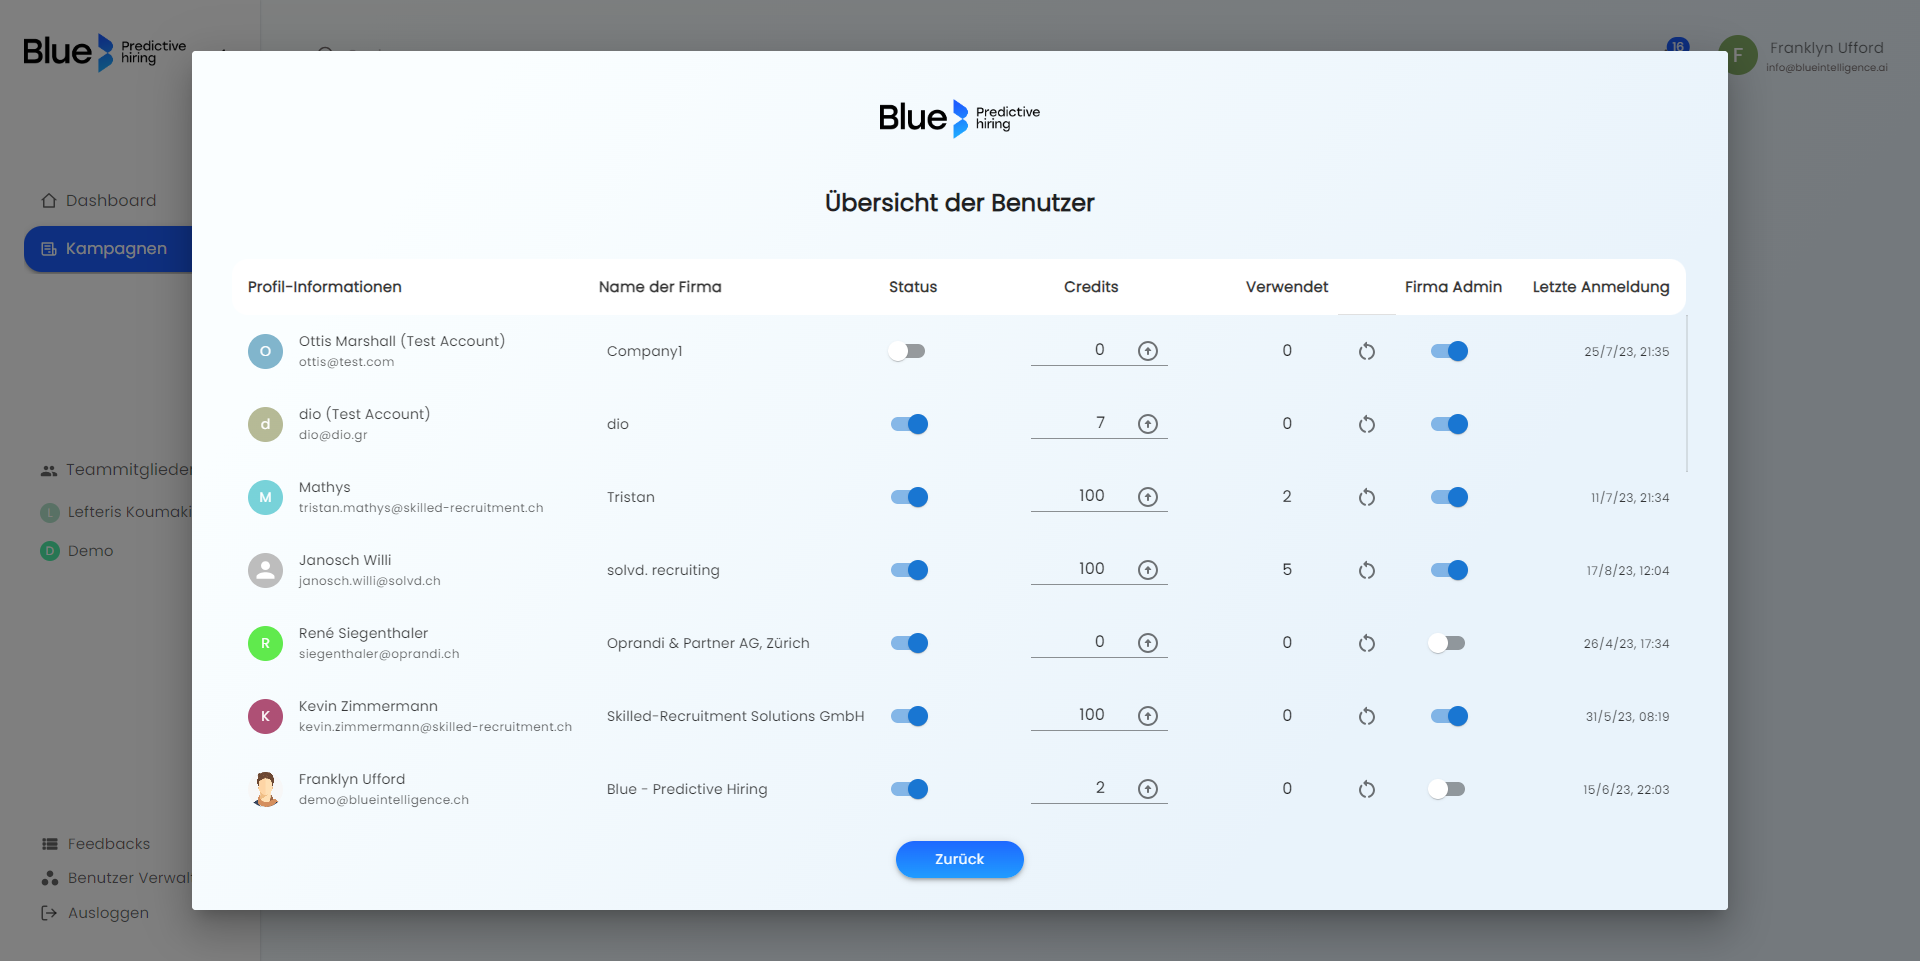 Blue Predictive hiring
16
F
Franklyn Ufford
info@blueintelligence.ai
Dashboard
Kampagnen
Teammitglieder
L Lefteris Koumaki
D Demo
Feedbacks
Benutzer Verwal
Ausloggen
Blue Predictive hiring
Übersicht der Benutzer
Profil-Informationen Name der Firma Status Credits Verwendet Firma Admin Letzte Anmeldung
O Ottis Marshall (Test Account)
ottis@test.com
Company1 0 0 25/7/23, 21:35
d dio (Test Account)
dio@dio.gr
dio 7 0
M Mathys
tristan.mathys@skilled-recruitment.ch
Tristan 100 2 11/7/23, 21:34
Janosch Willi
janosch.willi@solvd.ch
solvd. recruiting 100 5 17/8/23, 12:04
R René Siegenthaler
siegenthaler@oprandi.ch
Oprandi & Partner AG, Zürich 0 0 26/4/23, 17:34
K Kevin Zimmermann
kevin.zimmermann@skilled-recruitment.ch
Skilled-Recruitment Solutions GmbH 100 0 31/5/23, 08:19
Franklyn Ufford
demo@blueintelligence.ch
Blue - Predictive Hiring 2 0 15/6/23, 22:03
Zurück